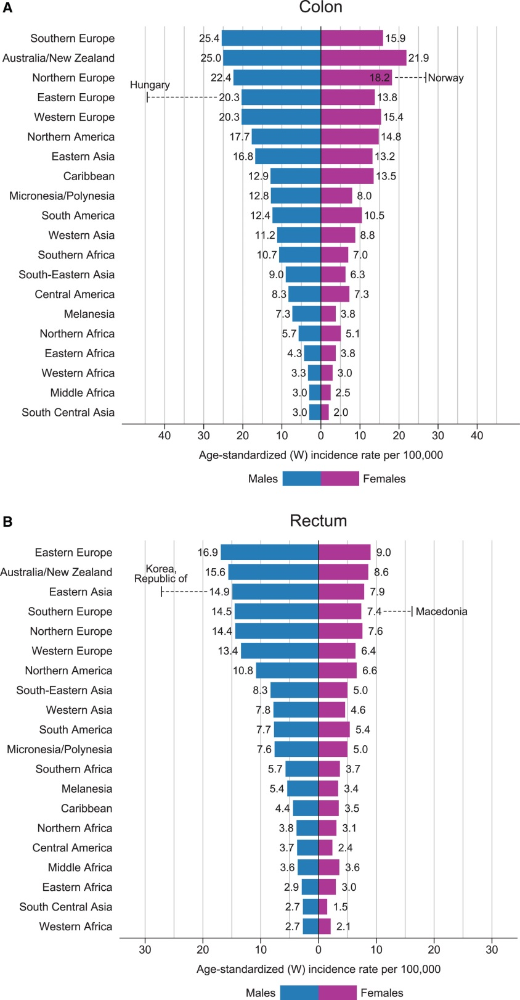 A
Colon
Southern Europe 25.4 15.9
Australia/New Zealand 25.0 21.9
Northern Europe 22.4 18.2 Norway
Hungary
Eastern Europe 20.3 13.8
Western Europe 20.3 15.4
Northern America 17.7 14.8
Eastern Asia 16.8 13.2
Caribbean 12.9 13.5
Micronesia/Polynesia 12.8 8.0
South America 12.4 10.5
Western Asia 11.2 8.8
Southern Africa 10.7 7.0
South-Eastern Asia 9.0 6.3
Central America 8.3 7.3
Melanesia 7.3 3.8
Northern Africa 5.7 5.1
Eastern Africa 4.3 3.8
Western Africa 3.3 3.0
Middle Africa 3.0 2.5
South Central Asia 3.0 2.0
40 30 20 10 0 10 20 30 40
Age-standardized (W) incidence rate per 100,000
Males Females
B
Rectum
Eastern Europe 16.9 9.0
Australia/New Zealand 15.6 8.6
Korea,
Republic of
Eastern Asia 14.9 7.9
Southern Europe 14.5 7.4 Macedonia
Northern Europe 14.4 7.6
Western Europe 13.4 6.4
Northern America 10.8 6.6
South-Eastern Asia 8.3 5.0
Western Asia 7.8 4.6
South America 7.7 5.4
Micronesia/Polynesia 7.6 5.0
Southern Africa 5.7 3.7
Melanesia 5.4 3.4
Caribbean 4.4 3.5
Northern Africa 3.8 3.1
Central America 3.7 2.4
Middle Africa 3.6 3.6
Eastern Africa 2.9 3.0
South Central Asia 2.7 1.5
Western Africa 2.7 2.1
30 20 10 0 10 20 30
Age-standardized (W) incidence rate per 100,000
Males Females